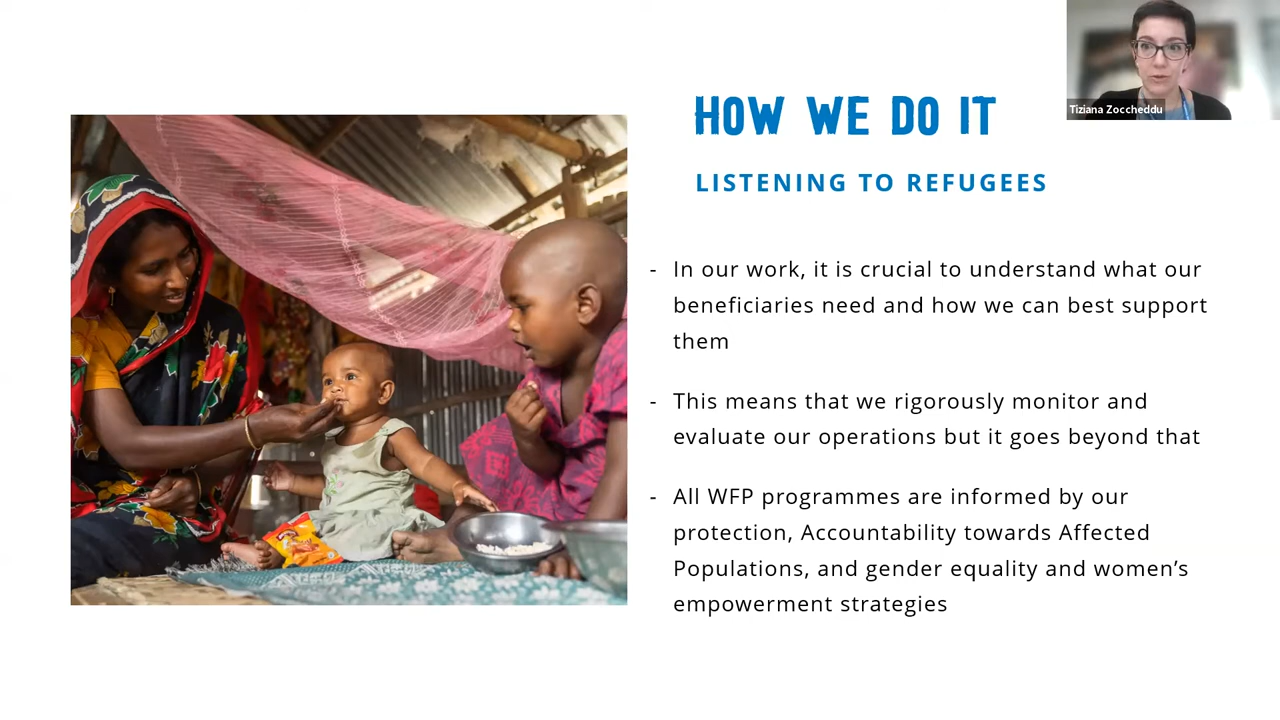 Tiziana Zoccheddu
HOW WE DO IT
LISTENING TO REFUGEES
- In our work, it is crucial to understand what our
beneficiaries need and how we can best support
them
- This means that we rigorously monitor and
evaluate our operations but it goes beyond that
- All WFP programmes are informed by our
protection, Accountability towards Affected
Populations, and gender equality and women’s
empowerment strategies